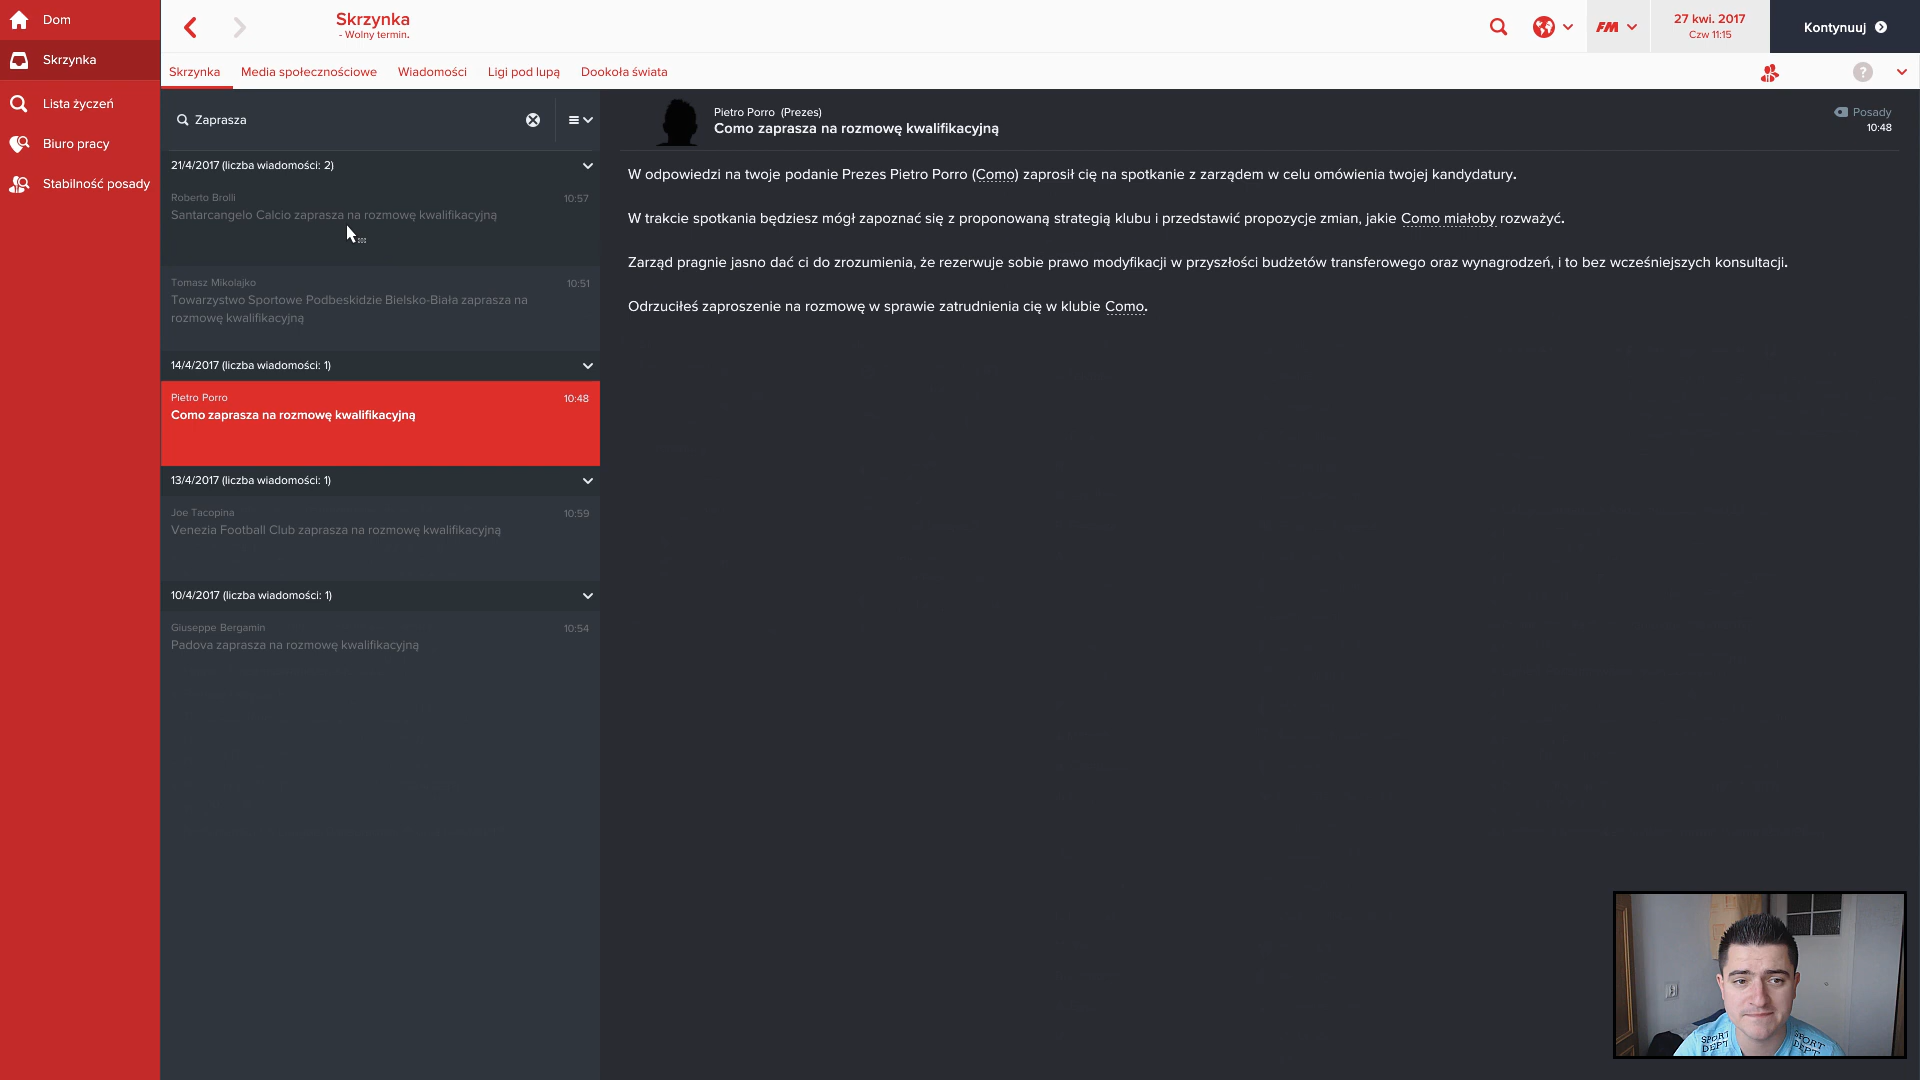 Dom
Skrzynka
Lista życzeń
Biuro pracy
Stabilność posady
Skrzynka
- Wolny termin.
FM
27 kwi. 2017
Czw 11:15
Kontynuuj
Skrzynka
Media społecznościowe
Wiadomości
Ligi pod lupą
Dookoła świata
?
Zaprasza
21/4/2017 (liczba wiadomości: 2)
Roberto Brolli
10:57
Santarcangelo Calcio zaprasza na rozmowę kwalifikacyjną
Tomasz Mikolajko
10:51
Towarzystwo Sportowe Podbeskidzie Bielsko-Biała zaprasza na
rozmowę kwalifikacyjną
14/4/2017 (liczba wiadomości: 1)
Pietro Porro
10:48
Como zaprasza na rozmowę kwalifikacyjną
13/4/2017 (liczba wiadomości: 1)
Joe Tacopina
10:59
Venezia Football Club zaprasza na rozmowę kwalifikacyjną
10/4/2017 (liczba wiadomości: 1)
Giuseppe Bergamin
10:54
Padova zaprasza na rozmowę kwalifikacyjną
Pietro Porro (Prezes)
Como zaprasza na rozmowę kwalifikacyjną
Posady
10:48
W odpowiedzi na twoje podanie Prezes Pietro Porro (Como) zaprosił cię na spotkanie z zarządem w celu omówienia twojej kandydatury.
W trakcie spotkania będziesz mógł zapoznać się z proponowaną strategią klubu i przedstawić propozycje zmian, jakie Como miałoby rozważyć.
Zarząd pragnie jasno dać ci do zrozumienia, że rezerwuje sobie prawo modyfikacji w przyszłości budżetów transferowego oraz wynagrodzeń, i to bez wcześniejszych konsultacji.
Odrzuciłeś zaproszenie na rozmowę w sprawie zatrudnienia cię w klubie Como.
SPORT
DEPT
SPORT
DEPT